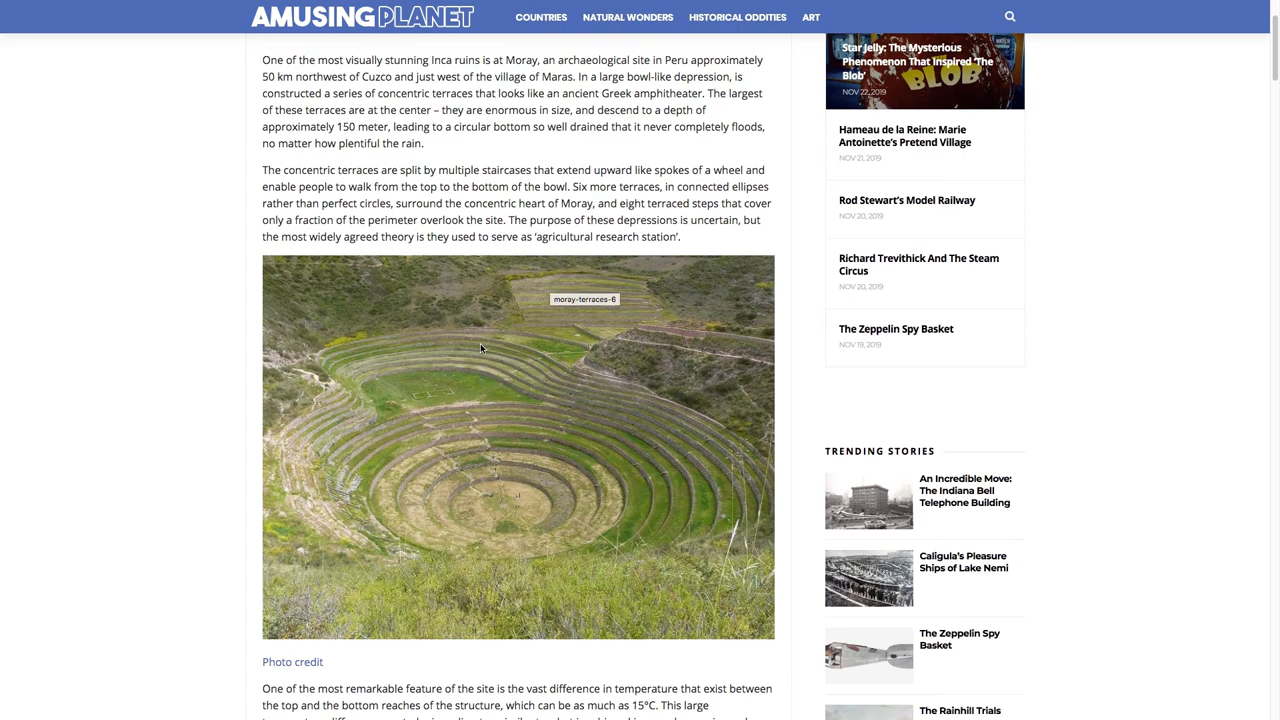 AMUSING PLANET
COUNTRIES
NATURAL WONDERS
HISTORICAL ODDITIES
ART
One of the most visually stunning Inca ruins is at Moray, an archaeological site in Peru approximately
50 km northwest of Cuzco and just west of the village of Maras. In a large bowl-like depression, is
constructed a series of concentric terraces that looks like an ancient Greek amphitheater. The largest
of these terraces are at the center – they are enormous in size, and descend to a depth of
approximately 150 meter, leading to a circular bottom so well drained that it never completely floods,
no matter how plentiful the rain.
The concentric terraces are split by multiple staircases that extend upward like spokes of a wheel and
enable people to walk from the top to the bottom of the bowl. Six more terraces, in connected ellipses
rather than perfect circles, surround the concentric heart of Moray, and eight terraced steps that cover
only a fraction of the perimeter overlook the site. The purpose of these depressions is uncertain, but
the most widely agreed theory is they used to serve as ‘agricultural research station’.
moray-terraces-6
Photo credit
One of the most remarkable feature of the site is the vast difference in temperature that exist between
the top and the bottom reaches of the structure, which can be as much as 15°C. This large
Star Jelly: The Mysterious
Phenomenon That Inspired ‘The
Blob’
BLOB
NOV 22, 2019
Hameau de la Reine: Marie
Antoinette’s Pretend Village
NOV 21, 2019
Rod Stewart’s Model Railway
NOV 20, 2019
Richard Trevithick And The Steam
Circus
NOV 20, 2019
The Zeppelin Spy Basket
NOV 19, 2019
TRENDING STORIES
An Incredible Move:
The Indiana Bell
Telephone Building
Caligula’s Pleasure
Ships of Lake Nemi
The Zeppelin Spy
Basket
The Rainhill Trials